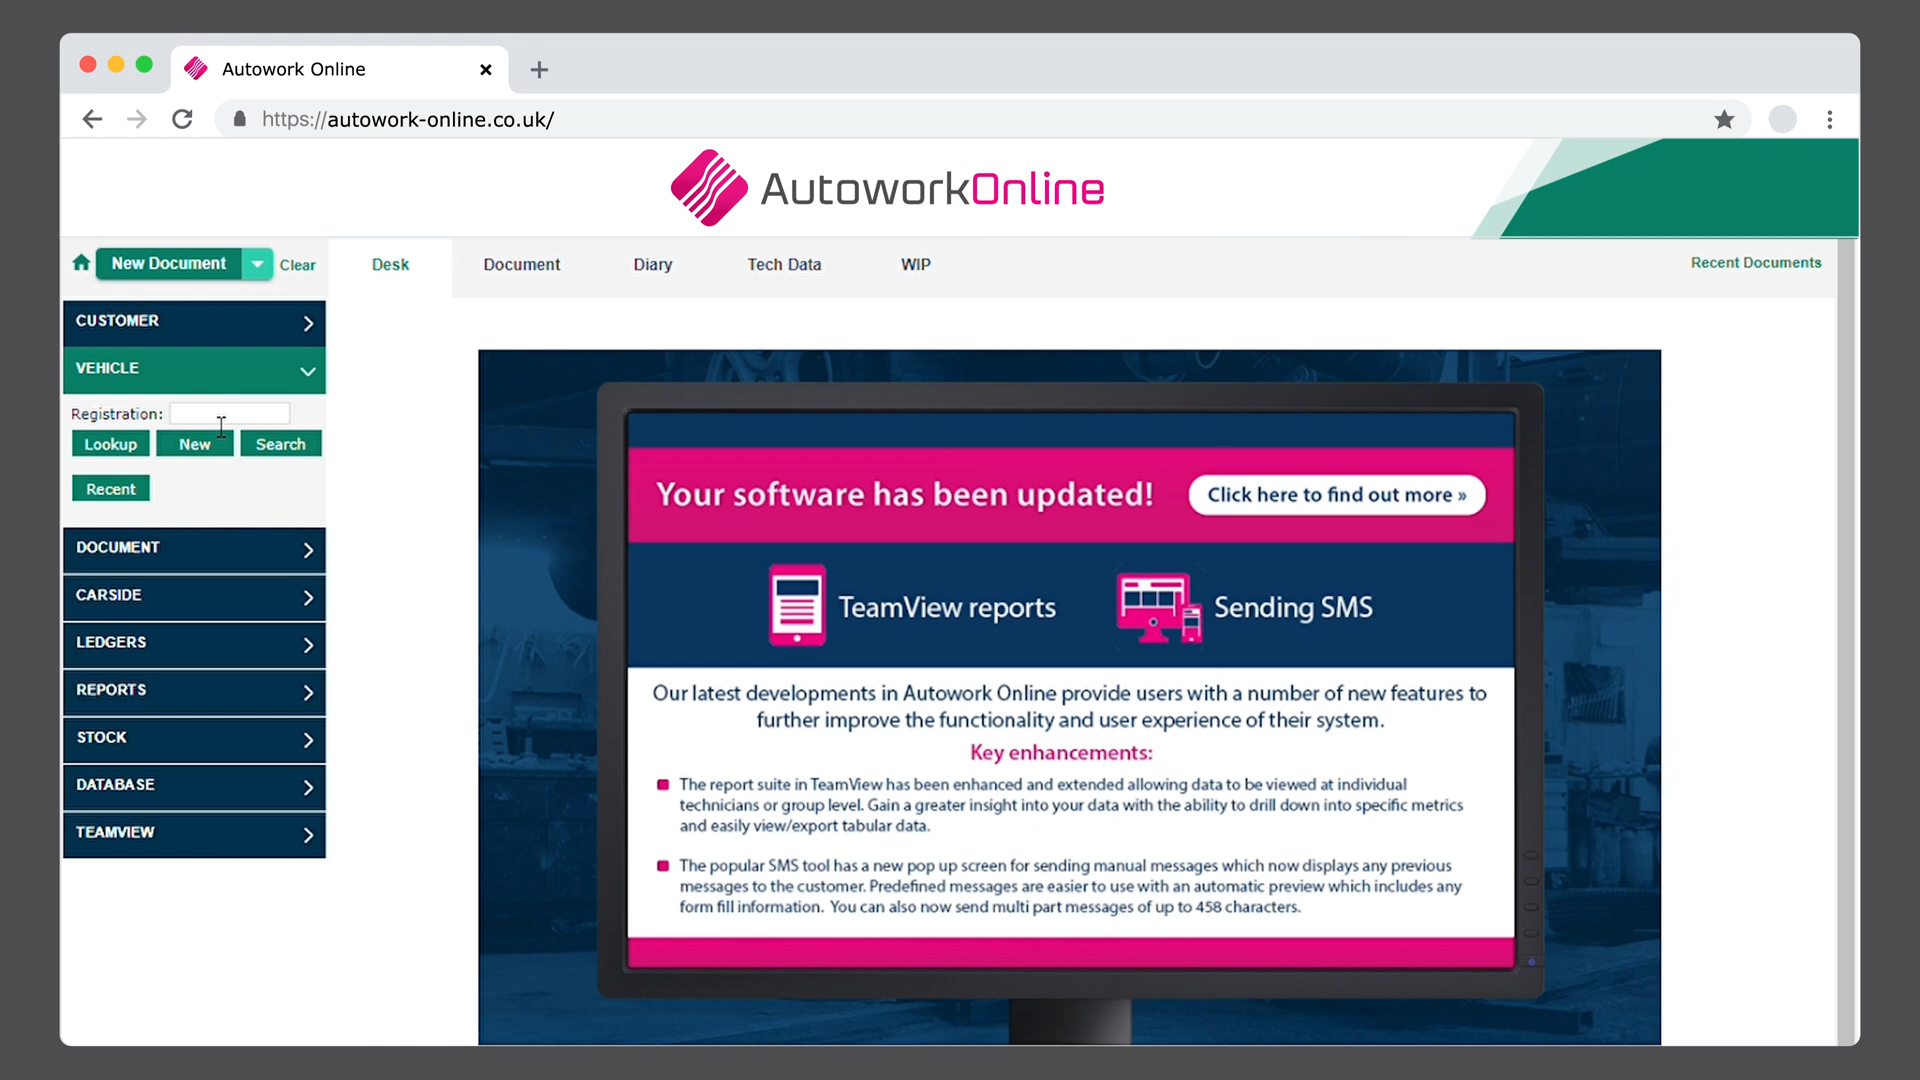 Autowork Online
https://autowork-online.co.uk/
AutoworkOnline
New Document
Clear
Desk
Document
Diary
Tech Data
WIP
Recent Documents
CUSTOMER
VEHICLE
Registration:
Lookup
New
Search
Recent
DOCUMENT
CARSIDE
LEDGERS
REPORTS
STOCK
DATABASE
TEAMVIEW
Your software has been updated!
Click here to find out more »
TeamView reports
Sending SMS
Our latest developments in Autowork Online provide users with a number of new features to
further improve the functionality and user experience of their system.
Key enhancements:
The report suite in TeamView has been enhanced and extended allowing data to be viewed at individual
technicians or group level. Gain a greater insight into your data with the ability to drill down into specific metrics
and easily view/export tabular data.
The popular SMS tool has a new pop up screen for sending manual messages which now displays any previous
messages to the customer. Predefined messages are easier to use with an automatic preview which includes any
form fill information. You can also now send multi part messages of up to 458 characters.